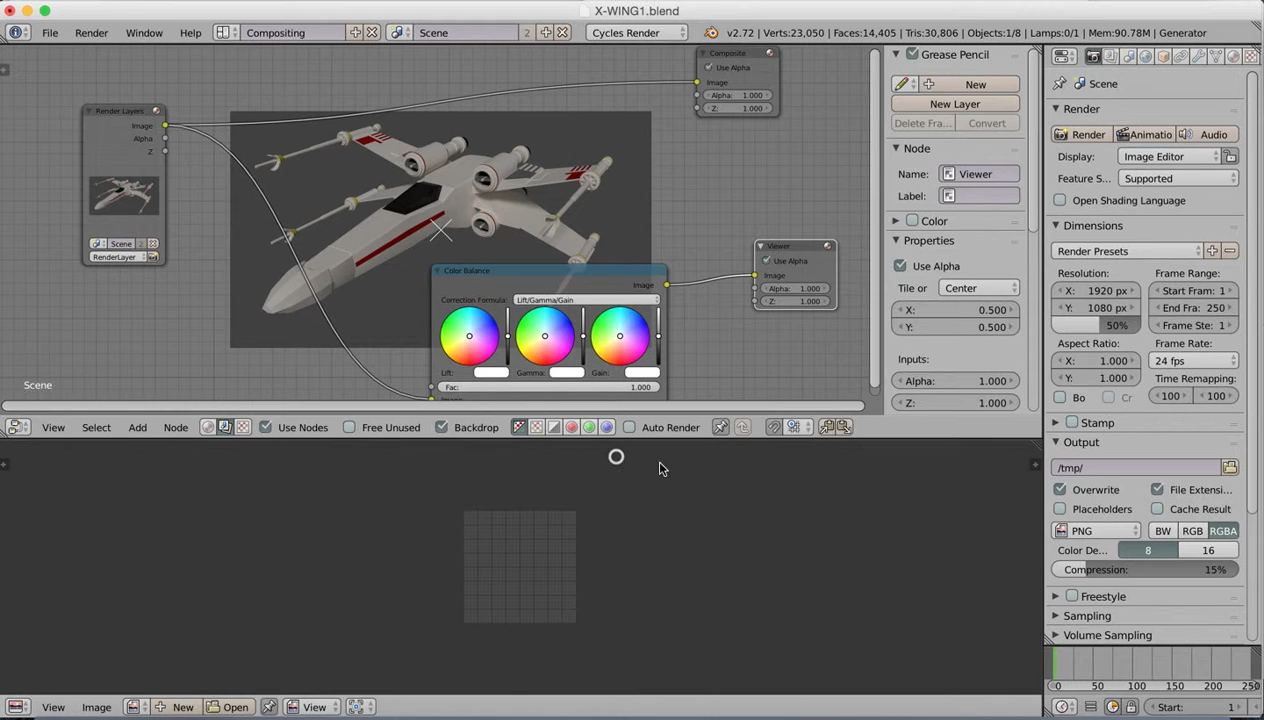 X-WING1.blend
File Render Window Help Compositing Scene 2 Cycles Render v2.72 | Verts:23,050 | Faces:14,405 | Tris:30,806 | Objects:1/8 | Lamps:0/1 | Mem:90.78M | Generator
Render Layers
Image
Alpha
Z
Scene 2
RenderLayer
Composite
Use Alpha
Image
Alpha: 1.000
Z: 1.000
Color Balance
Image
Correction Formula: Lift/Gamma/Gain
Lift: Gamma: Gain:
Fac: 1.000
Viewer
Use Alpha
Image
Alpha: 1.000
Z: 1.000
Scene
Grease Pencil
New
New Layer
Delete Fra... Convert
Node
Name: Viewer
Label:
Color
Properties
Use Alpha
Tile or Center
X: 0.500
Y: 0.500
Inputs:
Alpha: 1.000
Z: 1.000
View Select Add Node Use Nodes Free Unused Backdrop Auto Render
View Image New Open View
Scene
Render
Render Animatio Audio
Display: Image Editor
Feature S... Supported
Open Shading Language
Dimensions
Render Presets
Resolution: Frame Range:
X: 1920 px Start Fram: 1
Y: 1080 px End Fra: 250
50% Frame Ste: 1
Aspect Ratio: Frame Rate:
X: 1.000 24 fps
Y: 1.000 Time Remapping:
Bo Cr 100 100
Stamp
Output
/tmp/
Overwrite File Extensi...
Placeholders Cache Result
PNG BW RGB RGBA
Color De... 8 16
Compression: 15%
Freestyle
Sampling
Volume Sampling
0 50 100 150 200 250
Start: 1